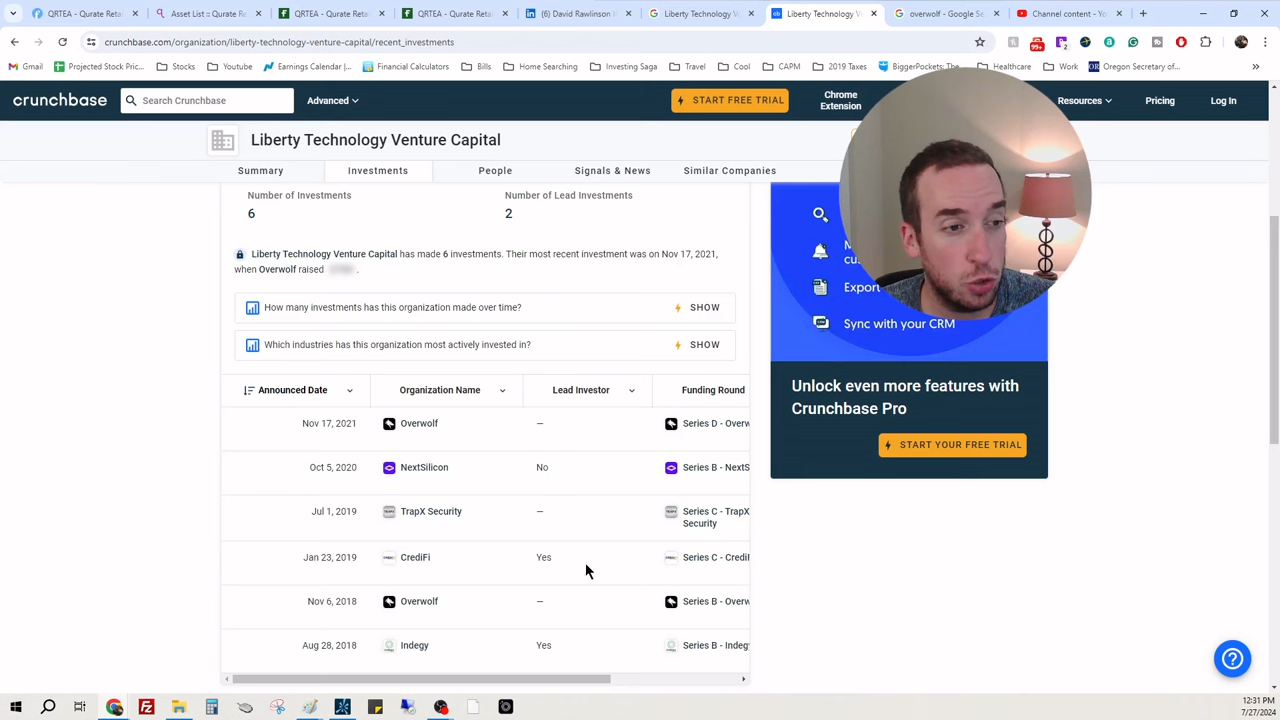 QRTEA - Qurate Ret
Asset List :: Qurate R
QRTEA - Qurate Reta
QRTEA - Qurate Reta
(6) David Rawlinson
Liberty Technology V
Liberty Technology V
overwolf - Google Se
Channel content - Yo
crunchbase.com/organization/liberty-technology-venture-capital/recent_investments
99+
2
Gmail
Projected Stock Pric...
Stocks
Youtube
Earnings Calendar |...
Financial Calculators
Bills
Home Searching
Investing Saga
Travel
Cool
CAPM
2019 Taxes
BiggerPockets: The...
Healthcare
Work
Oregon Secretary of...
crunchbase
Search Crunchbase
Advanced
START FREE TRIAL
Chrome
Extension
Resources
Pricing
Log In
Liberty Technology Venture Capital
Summary
Investments
People
Signals & News
Similar Companies
Number of Investments
Number of Lead Investments
6
2
Liberty Technology Venture Capital has made 6 investments. Their most recent investment was on Nov 17, 2021,
when Overwolf raised
.
How many investments has this organization made over time?
SHOW
Which industries has this organization most actively invested in?
SHOW
Announced Date
Organization Name
Lead Investor
Funding Round
Nov 17, 2021
Overwolf
—
Series D - Overw
Oct 5, 2020
NextSilicon
No
Series B - NextS
Jul 1, 2019
TrapX Security
—
Series C - TrapX
Security
Jan 23, 2019
CrediFi
Yes
Series C - CrediF
Nov 6, 2018
Overwolf
—
Series B - Overw
Aug 28, 2018
Indegy
Yes
Series B - Indegy
Export
Sync with your CRM
Unlock even more features with
Crunchbase Pro
START YOUR FREE TRIAL
12:31 PM
7/27/2024